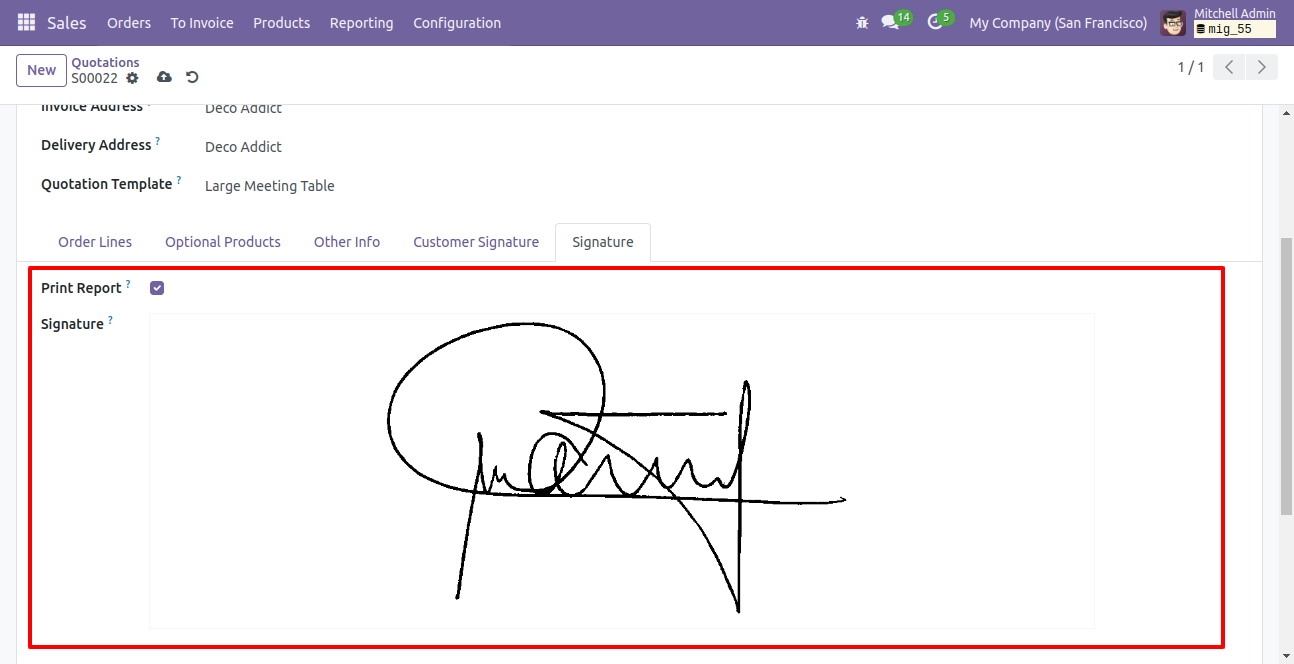 Sales Orders To Invoice Products Reporting Configuration 14 5 My Company (San Francisco) Mitchell Admin
mig_55
New Quotations
S00022
1 / 1
Invoice Address Deco Addict
Delivery Address ? Deco Addict
Quotation Template ? Large Meeting Table
Order Lines Optional Products Other Info Customer Signature Signature
Print Report ?
Signature ?